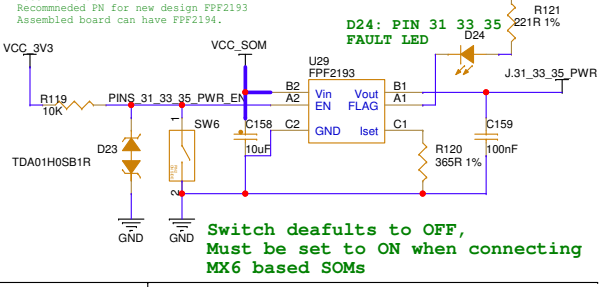 Recommneded PN for new design FPF2193
Assembled board can have FPF2194.
R121
221R 1%
D24: PIN 31 33 35
FAULT LED
D24
VCC_3V3
VCC_SOM
U29
FPF2193
J.31_33_35_PWR
R119
10K
PINS_31_33_35_PWR_EN
B2
A2
C2
Vin
EN
GND
Vout
FLAG
Iset
B1
A1
C1
D23
TDA01H0SB1R
1
SW6
2
C158
10uF
R120
365R 1%
C159
100nF
GND
GND
Switch deafults to OFF,
Must be set to ON when connecting
MX6 based SOMs